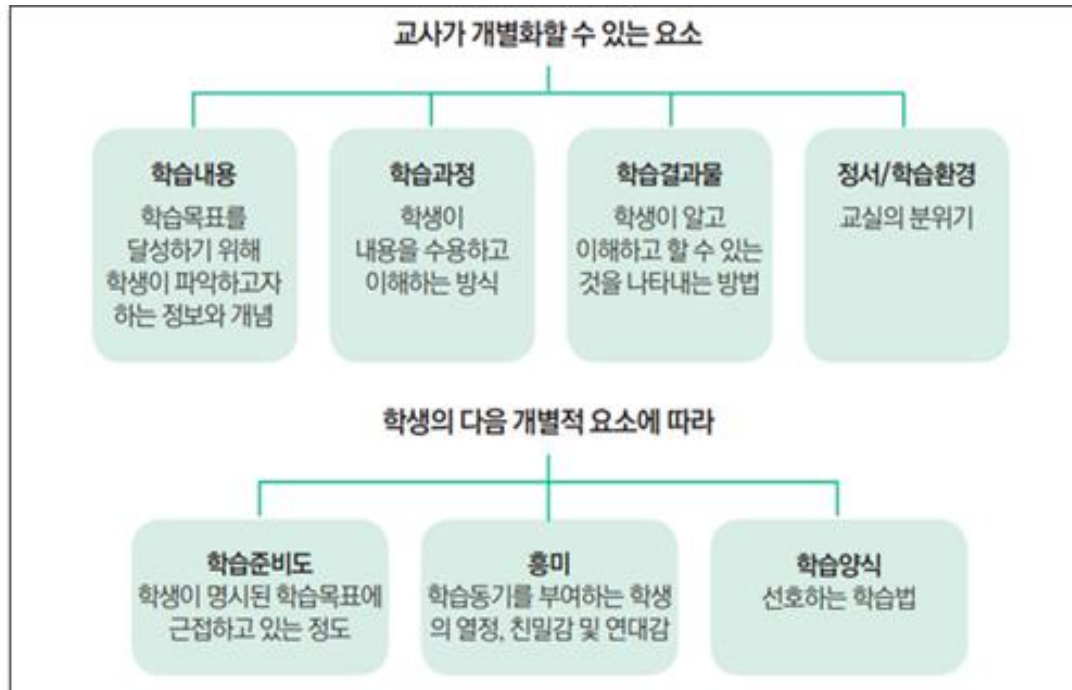 교사가 개별화할 수 있는 요소
학습내용
학습목표를
달성하기 위해
학생이 파악하고자
하는 정보와 개념
학습과정
학생이
내용을 수용하고
이해하는 방식
학습결과물
학생이 알고
이해하고 할 수 있는
것을 나타내는 방법
정서/학습환경
교실의 분위기
학생의 다음 개별적 요소에 따라
학습준비도
학생이 명시된 학습목표에
근접하고 있는 정도
흥미
학습동기를 부여하는 학생
의 열정, 친밀감 및 연대감
학습양식
선호하는 학습법